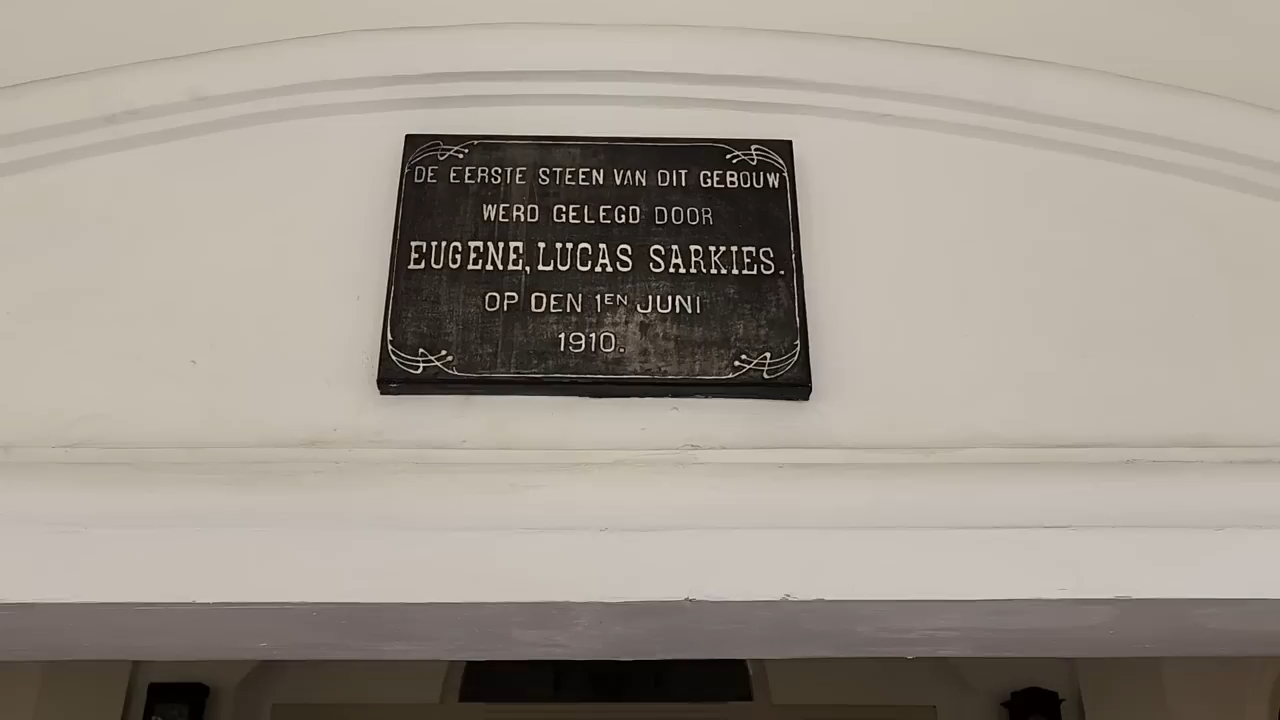 DE EERSTE STEEN VAN DIT GEBOUW
WERD GELEGD DOOR
EUGENE, LUCAS SARKIES.
OP DEN 1EN JUNI
1910.